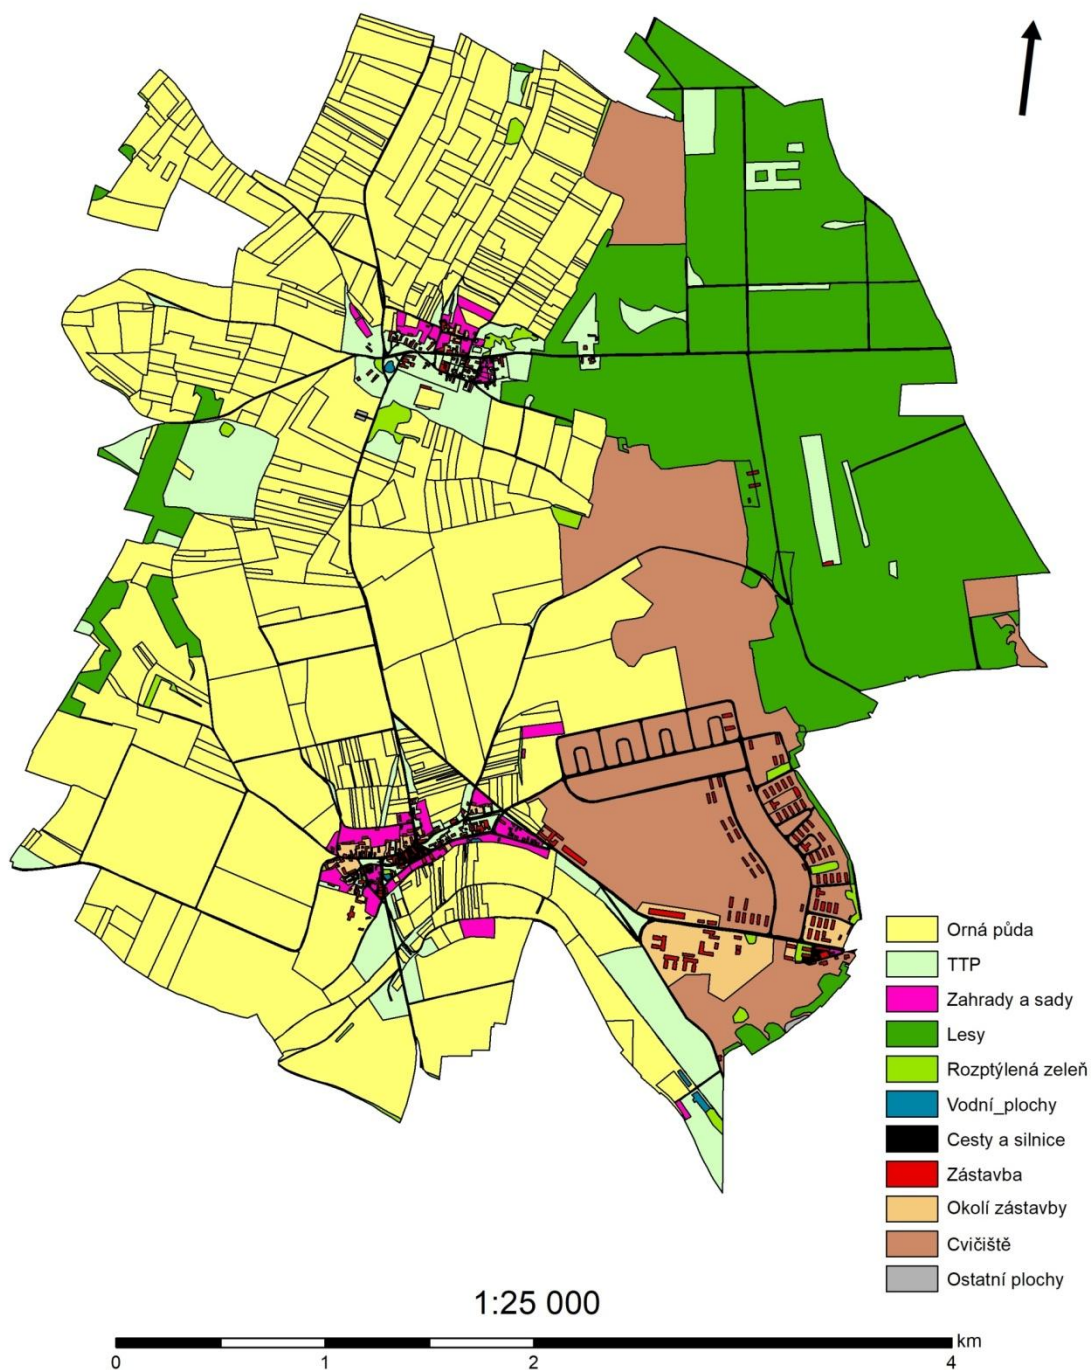 Orná půda
TTP
Zahrady a sady
Lesy
Rozptýlená zeleň
Vodní_plochy
Cesty a silnice
Zástavba
Okolí zástavby
Cvičiště
Ostatní plochy
1:25 000
km
0 1 2 4